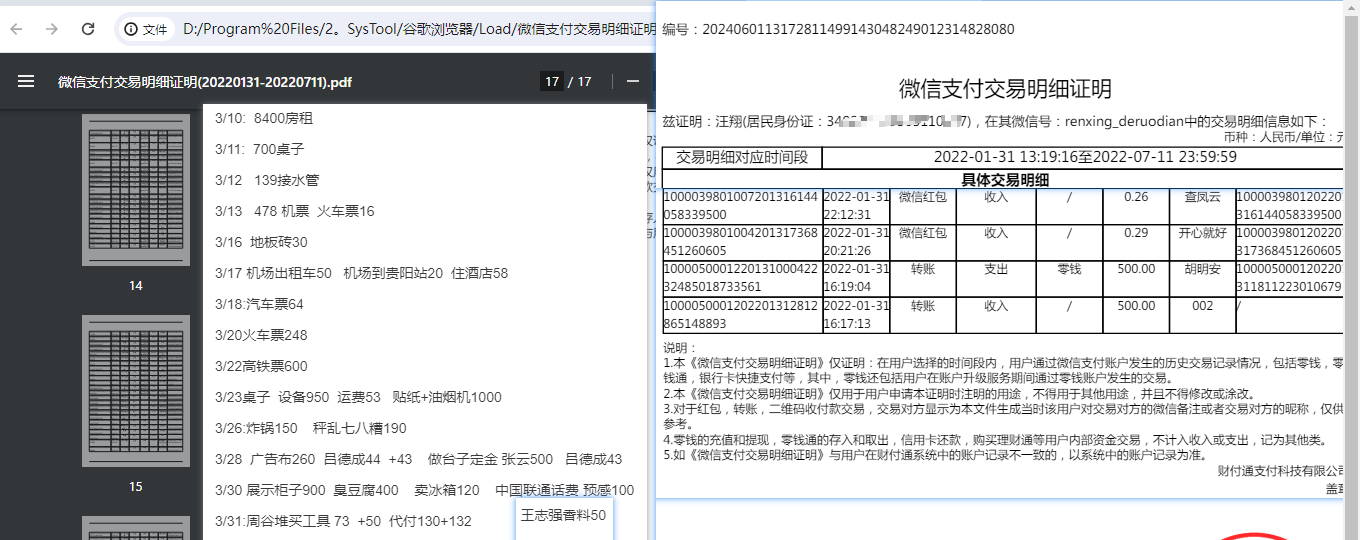 文件 D:/Program%20Files/2。SysTool/谷歌浏览器/Load/微信支付交易明细证明
微信支付交易明细证明(20220131-20220711).pdf
17 / 17
14
15
3/10: 8400房租
3/11: 700桌子
3/12 139接水管
3/13 478 机票 火车票16
3/16 地板砖30
3/17 机场出租车50 机场到贵阳站20 住酒店58
3/18:汽车票64
3/20火车票248
3/22高铁票600
3/23桌子 设备950 运费53 贴纸+油烟机1000
3/26:炸锅150 秤乱七八糟190
3/28 广告布260 吕德成44 +43 做台子定金 张云500 吕德成43
3/30 展示柜子900 臭豆腐400 卖冰箱120 中国联通话费 预感100
3/31:周谷堆买工具 73 +50 代付130+132
王志强香料50
编号：2024060113172811499143048249012314828080
微信支付交易明细证明
兹证明：汪翔(居民身份证：)，在其微信号：renxing_deruodian中的交易明细信息如下：
币种：人民币/单位：元
交易明细对应时间段 2022-01-31 13:19:16至2022-07-11 23:59:59
具体交易明细
1000039801007201316144 2022-01-31 微信红包 收入 / 0.26 查凤云 100003980120220
058339500 22:12:31 316144058339500
1000039801004201317368 2022-01-31 微信红包 收入 / 0.29 开心就好 100003980120220
451260605 20:21:26 317368451260605
1000050001220131000422 2022-01-31 转账 支出 零钱 500.00 胡明安 100005000120220
32485018733561 16:19:04 311811223010679
1000050001202201312812 2022-01-31 转账 收入 / 500.00 002 /
865148893 16:17:13
说明：
1.本《微信支付交易明细证明》仅证明：在用户选择的时间段内，用户通过微信支付账户发生的历史交易记录情况，包括零钱，零
钱通，银行卡快捷支付等，其中，零钱还包括用户在账户升级服务期间通过零钱账户发生的交易。
2.本《微信支付交易明细证明》仅用于用户申请本证明时注明的用途，不得用于其他用途，并且不得修改或涂改。
3.对于红包，转账，二维码收付款交易，交易对方显示为本文件生成当时该用户对交易对方的微信备注或者交易对方的昵称，仅供
参考。
4.零钱的充值和提现，零钱通的存入和取出，信用卡还款，购买理财通等用户内部资金交易，不计入收入或支出，记为其他类。
5.如《微信支付交易明细证明》与用户在财付通系统中的账户记录不一致的，以系统中的账户记录为准。
财付通支付科技有限公司
盖章